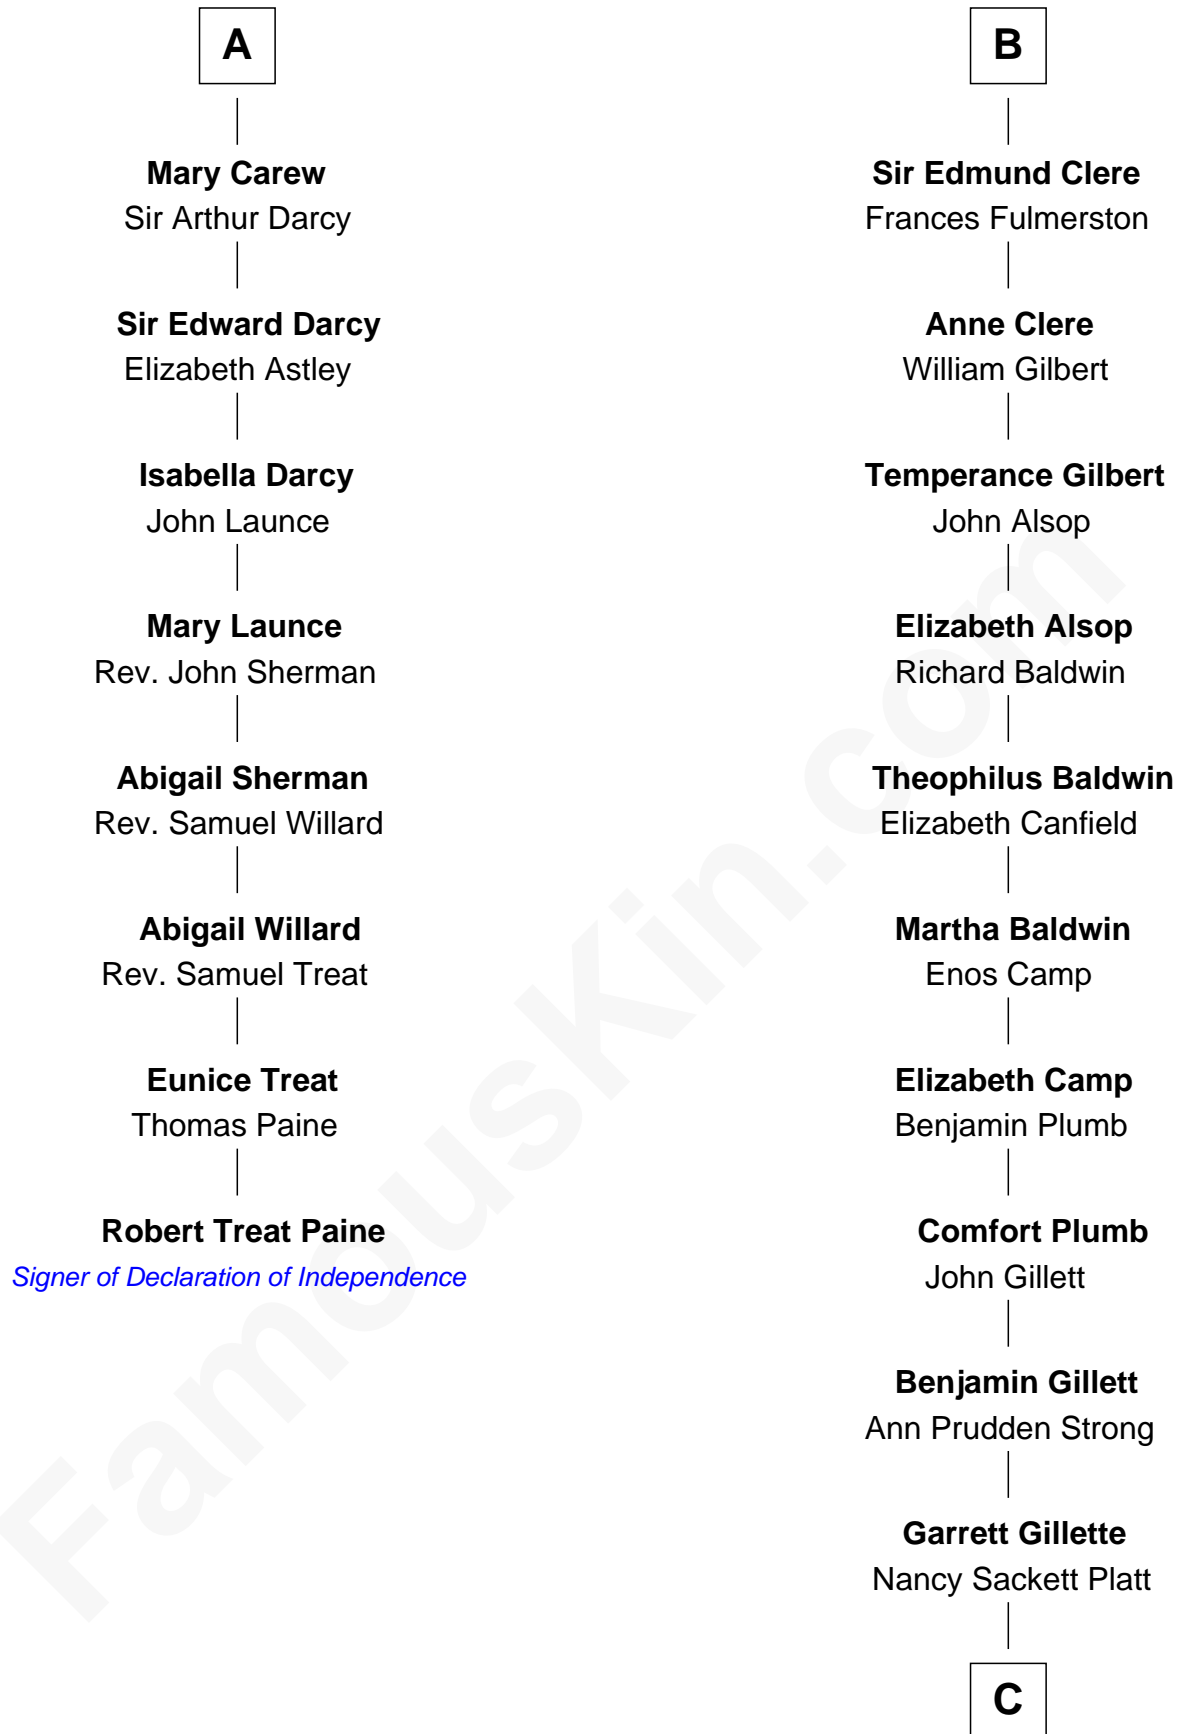 A
Mary Carew
Sir Arthur Darcy
Sir Edward Darcy
Elizabeth Astley
Isabella Darcy
John Launce
Mary Launce
Rev. John Sherman
Abigail Sherman
Rev. Samuel Willard
Abigail Willard
Rev. Samuel Treat
Eunice Treat
Thomas Paine
Robert Treat Paine
Signer of Declaration of Independence
B
Sir Edmund Clere
Frances Fulmerston
Anne Clere
William Gilbert
Temperance Gilbert
John Alsop
Elizabeth Alsop
Richard Baldwin
Theophilus Baldwin
Elizabeth Canfield
Martha Baldwin
Enos Camp
Elizabeth Camp
Benjamin Plumb
Comfort Plumb
John Gillett
Benjamin Gillett
Ann Prudden Strong
Garrett Gillette
Nancy Sackett Platt
C
FamousKin.com